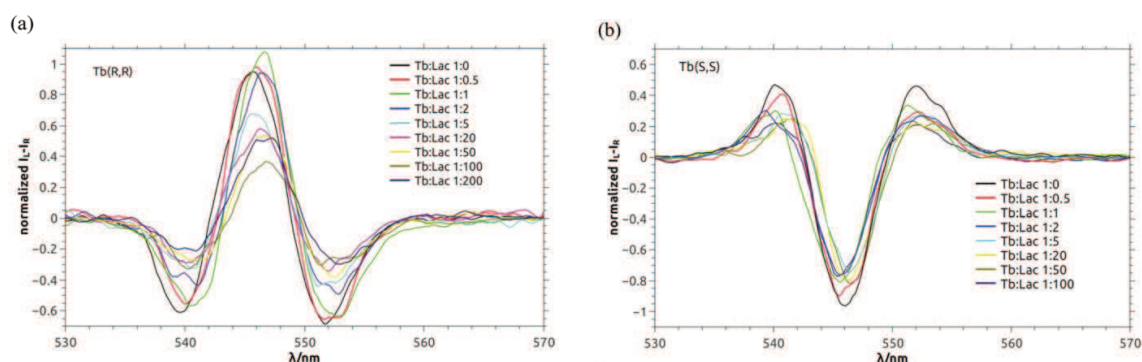 (a)
Tb(R,R)
Tb:Lac 1:0
Tb:Lac 1:0.5
Tb:Lac 1:1
Tb:Lac 1:2
Tb:Lac 1:5
Tb:Lac 1:20
Tb:Lac 1:50
Tb:Lac 1:100
Tb:Lac 1:200
normalized IL-IR
1
0.8
0.6
0.4
0.2
0
−0.2
−0.4
−0.6
530 540 550 560 570
λ/nm
(b)
Tb(S,S)
Tb:Lac 1:0
Tb:Lac 1:0.5
Tb:Lac 1:1
Tb:Lac 1:2
Tb:Lac 1:5
Tb:Lac 1:20
Tb:Lac 1:50
Tb:Lac 1:100
normalized IL-IR
0.6
0.4
0.2
0
−0.2
−0.4
−0.6
−0.8
−1
530 540 550 560 570
λ/nm